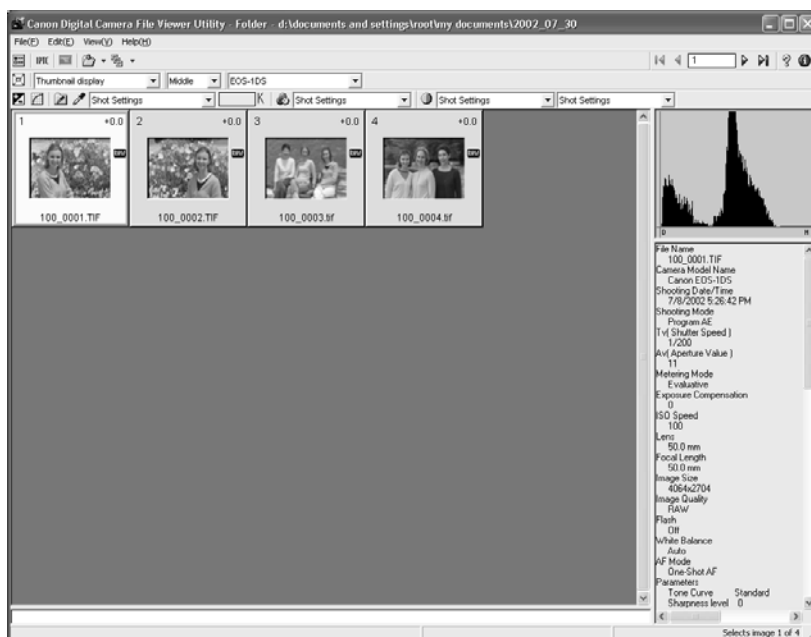 Canon Digital Camera File Viewer Utility - Folder - d:\documents and settings\root\my documents\2002_07_30
File(F) Edit(E) View(V) Help(H)
IPTC 1
Thumbnail display Middle EOS-1DS
Shot Settings K Shot Settings Shot Settings Shot Settings
1 +0.0 2 +0.0 3 +0.0 4 +0.0
100_0001.TIF 100_0002.TIF 100_0003.tif 100_0004.tif
File Name
100_0001.TIF
Camera Model Name
Canon EOS-1DS
Shooting Date/Time
7/8/2002 5:26:42 PM
Shooting Mode
Program AE
Tv( Shutter Speed )
1/200
Av( Aperture Value )
11
Metering Mode
Evaluative
Exposure Compensation
0
ISO Speed
100
Lens
50.0 mm
Focal Length
50.0 mm
Image Size
4064x2704
Image Quality
RAW
Flash
Off
White Balance
Auto
AF Mode
One-Shot AF
Parameters
Tone Curve Standard
Sharpness level 0
Selects image 1 of 4